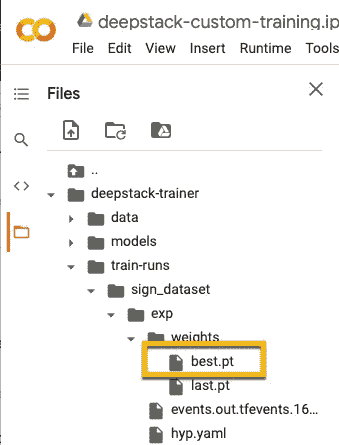 deepstack-custom-training.ip
File Edit View Insert Runtime Tools
Files
..
deepstack-trainer
data
models
train-runs
sign_dataset
exp
weights
best.pt
last.pt
events.out.tfevents.16...
hyp.yaml